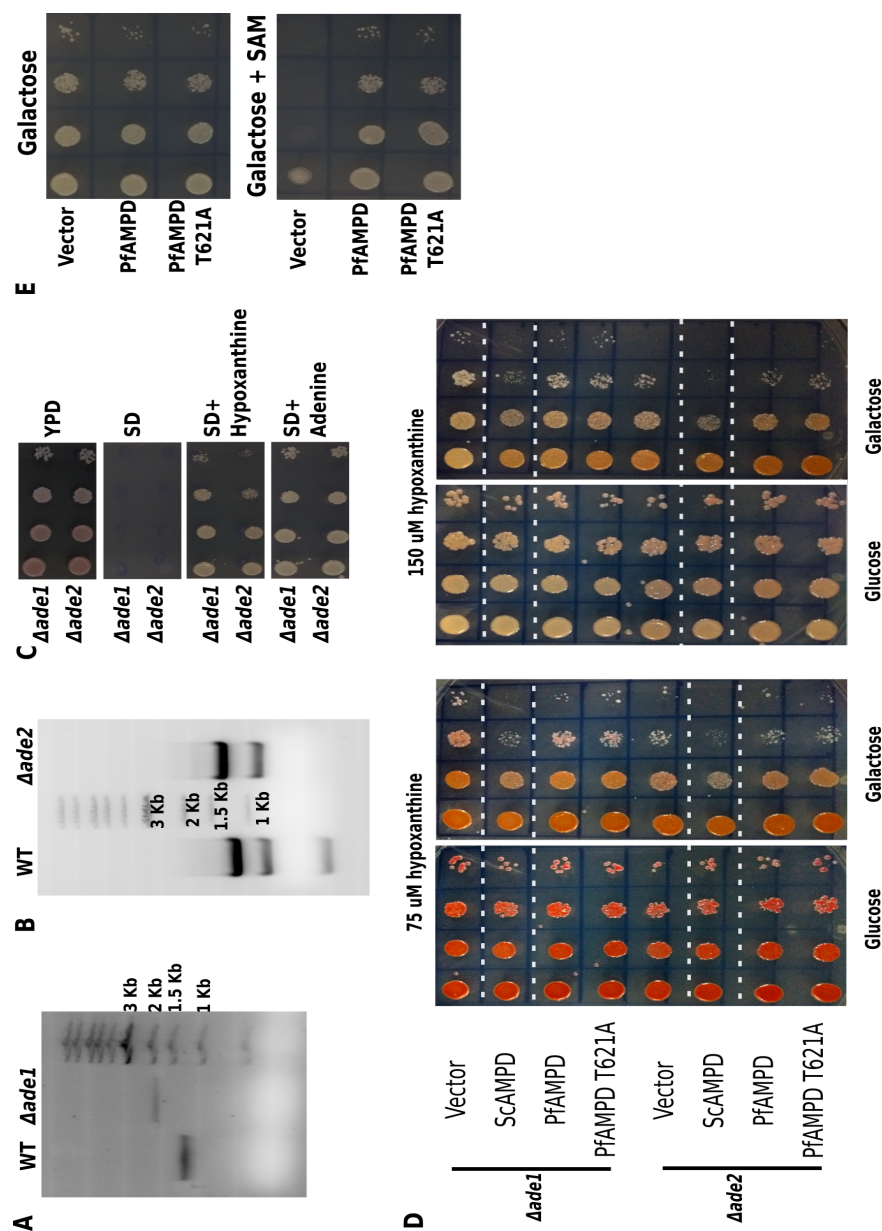 A
WT
Δade1
3 Kb
2 Kb
1.5 Kb
1 Kb
B
WT
Δade2
3 Kb
2 Kb
1.5 Kb
1 Kb
C
Δade1
Δade2
YPD
Δade1
Δade2
SD
Δade1
Δade2
SD+
Hypoxanthine
Δade1
Δade2
SD+
Adenine
D
75 uM hypoxanthine
150 uM hypoxanthine
Δade1
Vector
ScAMPD
PfAMPD
PfAMPD T621A
Δade2
Vector
ScAMPD
PfAMPD
PfAMPD T621A
Glucose
Galactose
Glucose
Galactose
E
Galactose
Vector
PfAMPD
PfAMPD
T621A
Galactose + SAM
Vector
PfAMPD
PfAMPD
T621A